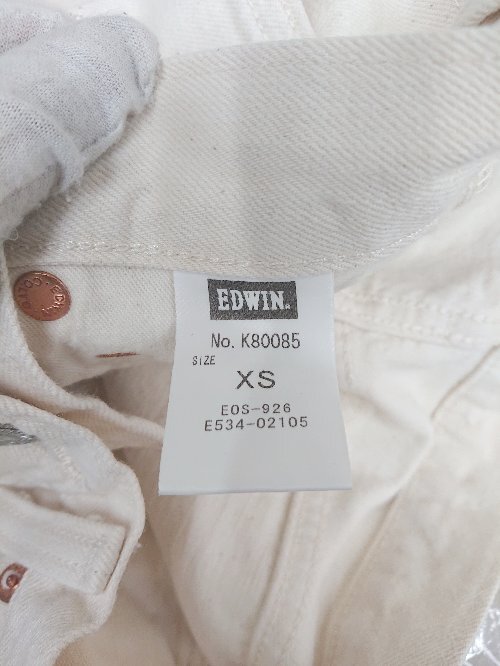 EDWIN.
No. K80085
SIZE
XS
EOS-926
E534-02105